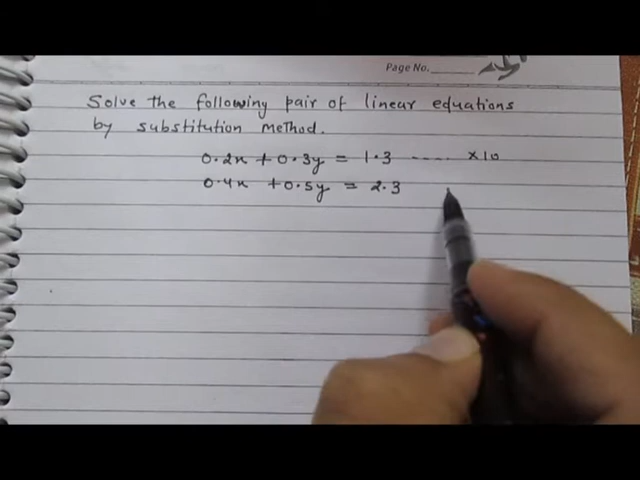 Page No.
Solve the following pair of linear equations
by substitution method.
0.2x + 0.3y = 1.3 ..... ×10
0.4x + 0.5y = 2.3